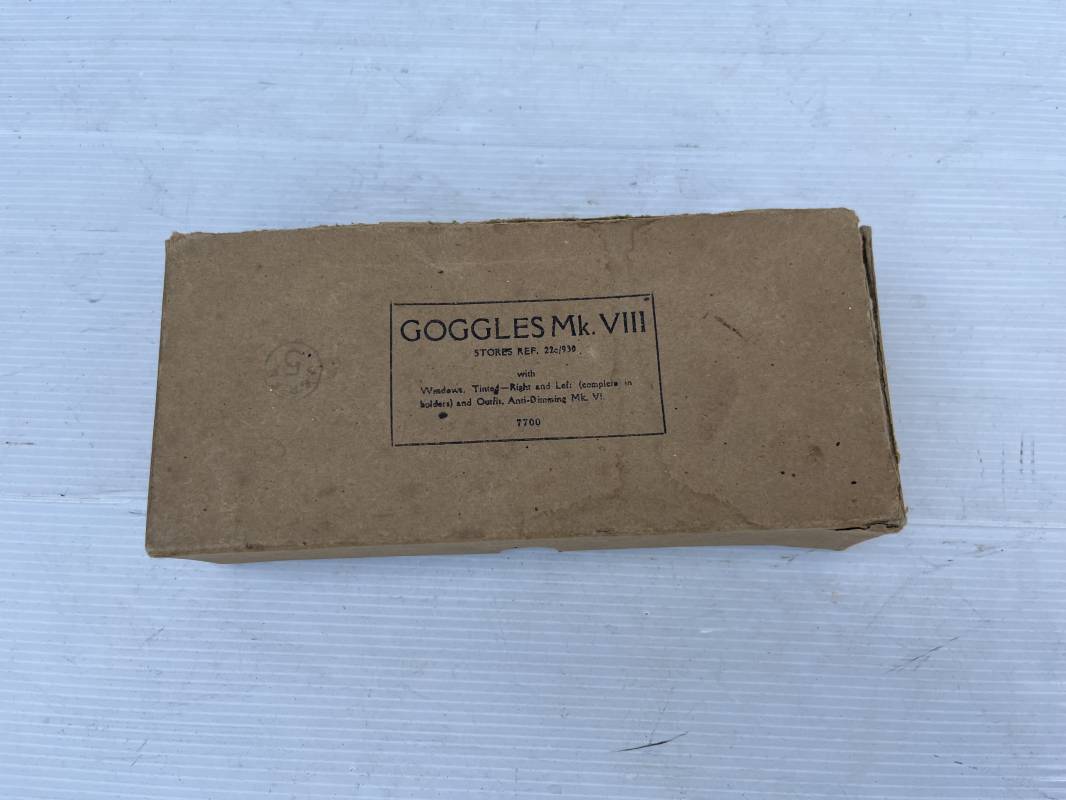 GOGGLES Mk. VIII
STORES REF. 22c/930
with
Windows, Tinted—Right and Left (complete in
holders) and Outfit, Anti-Dimming Mk. VI.
7700